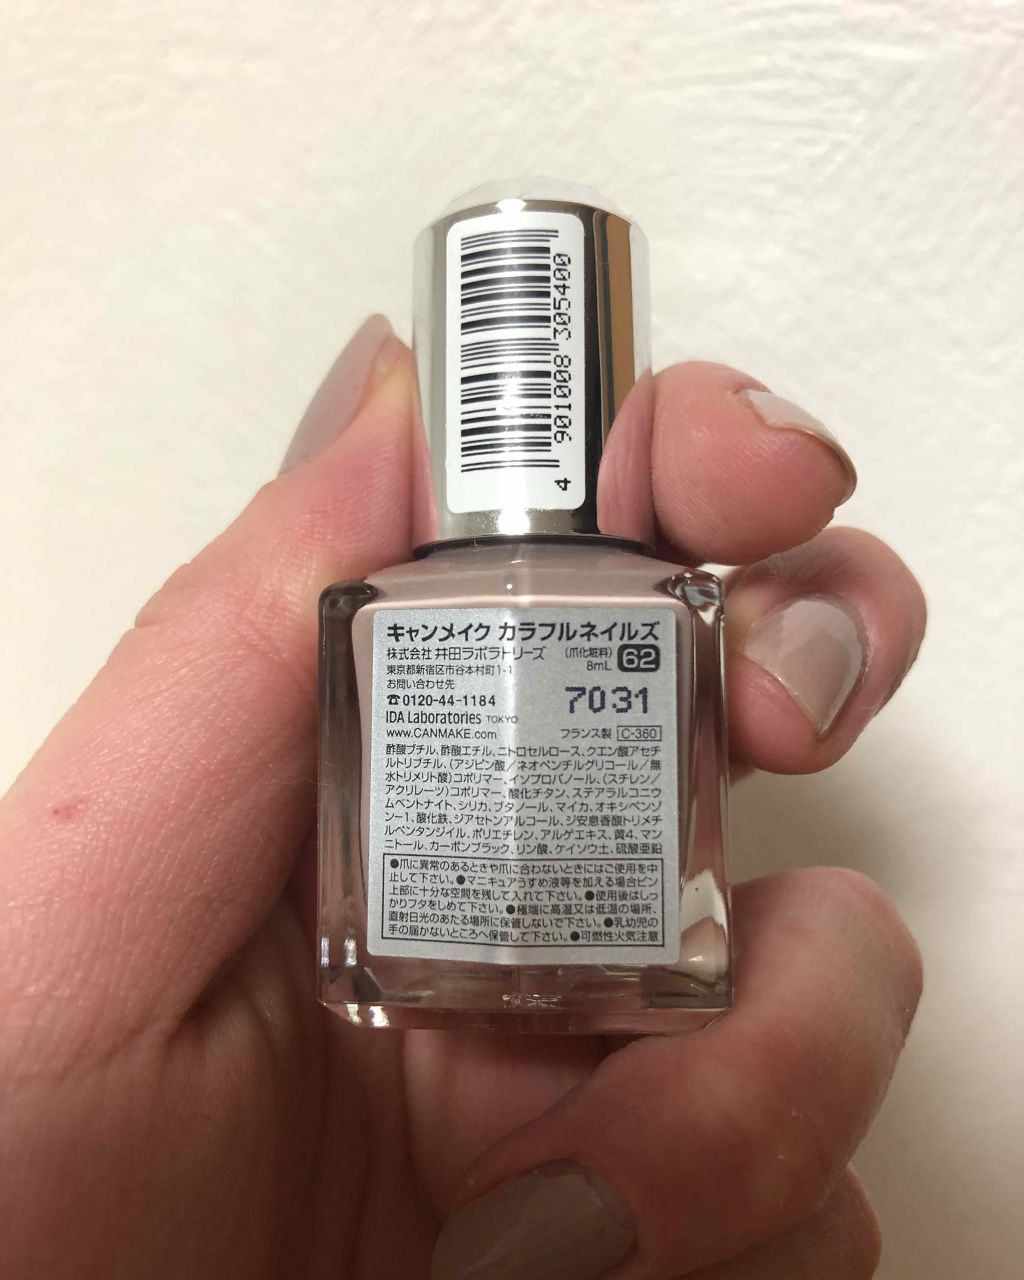 4 901008 305400
キャンメイク カラフルネイルズ
株式会社 井田ラボラトリーズ (爪化粧料) 62
東京都新宿区市谷本村町1-1 8mL
お問い合わせ先
☎0120-44-1184 7031
IDA Laboratories TOKYO
www.CANMAKE.com フランス製 C-360
酢酸ブチル、酢酸エチル、ニトロセルロース、クエン酸アセチ
ルトリブチル、(アジピン酸／ネオペンチルグリコール／無
水トリメリト酸)コポリマー、イソプロパノール、(スチレン／
アクリレーツ)コポリマー、酸化チタン、ステアラルコニウ
ムベントナイト、シリカ、ブタノール、マイカ、オキシベンゾ
ン-1、酸化鉄、ジアセトンアルコール、ジ安息香酸トリメチ
ルペンタンジイル、ポリエチレン、アルゲエキス、黄4、マン
ニトール、カーボンブラック、リン酸、ケイソウ土、硫酸亜鉛
●爪に異常のあるときや爪に合わないときにはご使用を中
止して下さい。●マニキュアうすめ液等を加える場合ビン
上部に十分な空間を残して入れて下さい。●使用後はしっ
かりフタをしめて下さい。●極端に高温又は低温の場所、
直射日光のあたる場所に保管しないで下さい。●乳幼児の
手の届かないところへ保管して下さい。●可燃性火気注意